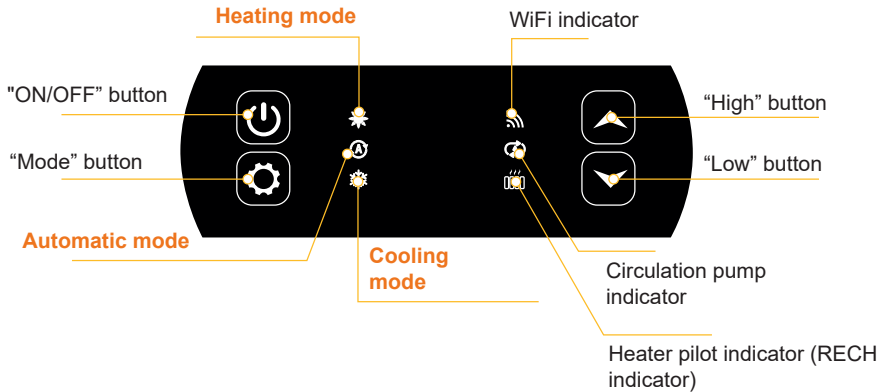 Heating mode
WiFi indicator
"ON/OFF” button
“High” button
“Mode” button
“Low” button
A
Automatic mode
Cooling
mode
Circulation pump
indicator
Heater pilot indicator (RECH
indicator)